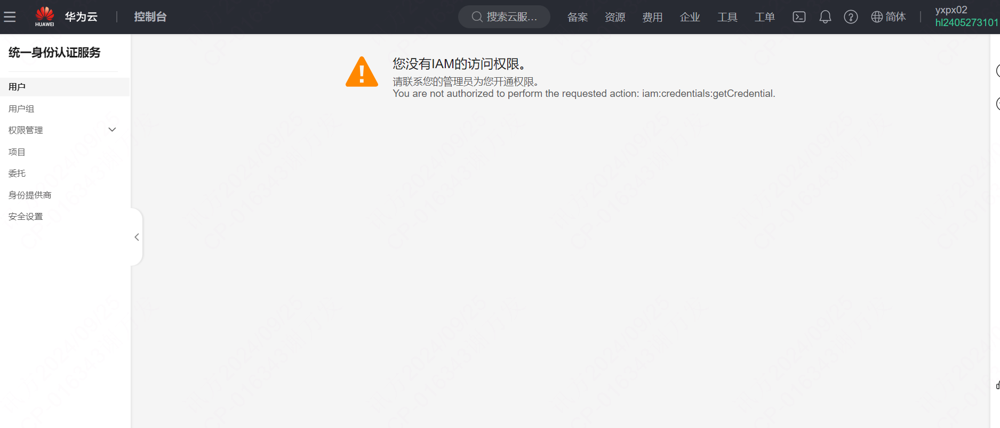 HUAWEI
华为云
控制台
搜索云服...
备案
资源
费用
企业
工具
工单
简体
yxpx02
hl2405273101
统一身份认证服务
用户
用户组
权限管理
项目
委托
身份提供商
安全设置
您没有IAM的访问权限。
请联系您的管理员为您开通权限。
You are not authorized to perform the requested action: iam:credentials:getCredential.